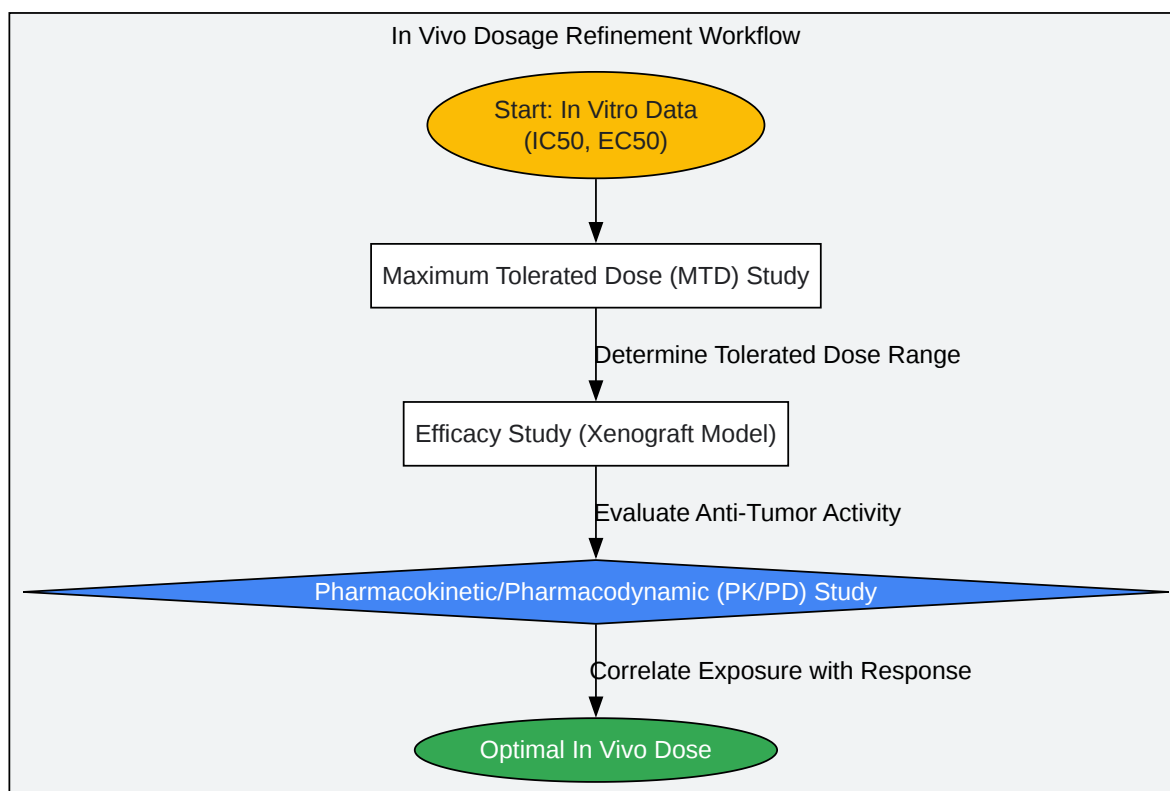 In Vivo Dosage Refinement Workflow
Start: In Vitro Data
(IC50, EC50)
Maximum Tolerated Dose (MTD) Study
Determine Tolerated Dose Range
Efficacy Study (Xenograft Model)
Evaluate Anti-Tumor Activity
Pharmacokinetic/Pharmacodynamic (PK/PD) Study
Correlate Exposure with Response
Optimal In Vivo Dose